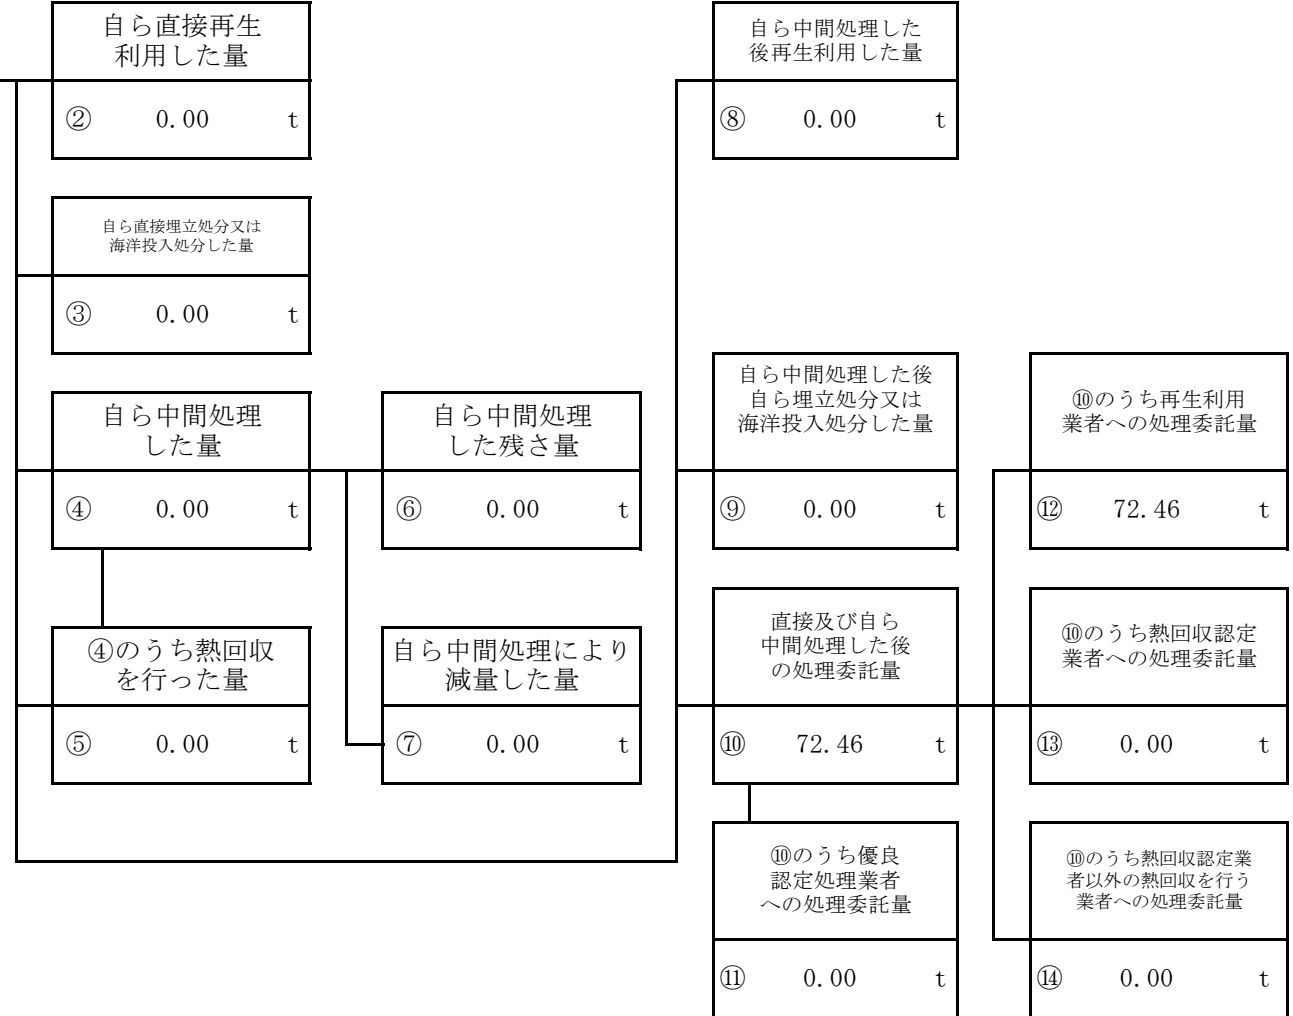 自ら直接再生
利用した量
② 0.00 t
自ら直接埋立処分又は
海洋投入処分した量
③ 0.00 t
自ら中間処理
した量
④ 0.00 t
④のうち熱回収
を行った量
⑤ 0.00 t
自ら中間処理
した残さ量
⑥ 0.00 t
自ら中間処理により
減量した量
⑦ 0.00 t
自ら中間処理した
後再生利用した量
⑧ 0.00 t
自ら中間処理した後
自ら埋立処分又は
海洋投入処分した量
⑨ 0.00 t
直接及び自ら
中間処理した後
の処理委託量
⑩ 72.46 t
⑩のうち優良
認定処理業者
への処理委託量
⑪ 0.00 t
⑩のうち再生利用
業者への処理委託量
⑫ 72.46 t
⑩のうち熱回収認定
業者への処理委託量
⑬ 0.00 t
⑩のうち熱回収認定業
者以外の熱回収を行う
業者への処理委託量
⑭ 0.00 t